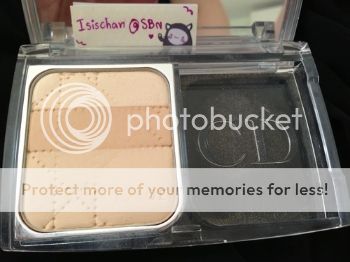 Isischan @SBN
photobucket
Protect more of your memories for less!
CD